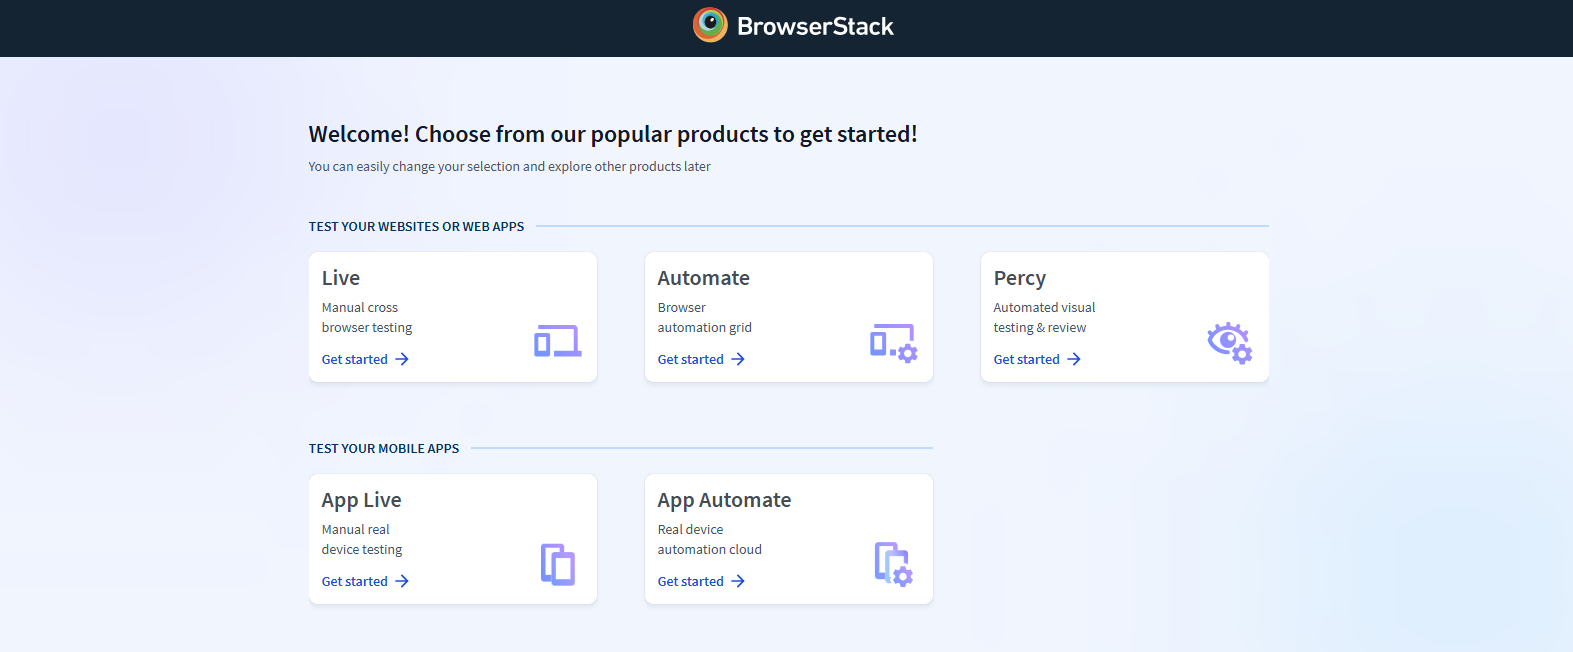 BrowserStack
Welcome! Choose from our popular products to get started!
You can easily change your selection and explore other products later
TEST YOUR WEBSITES OR WEB APPS
Live
Manual cross
browser testing
Get started
Automate
Browser
automation grid
Get started
Percy
Automated visual
testing & review
Get started
TEST YOUR MOBILE APPS
App Live
Manual real
device testing
Get started
App Automate
Real device
automation cloud
Get started